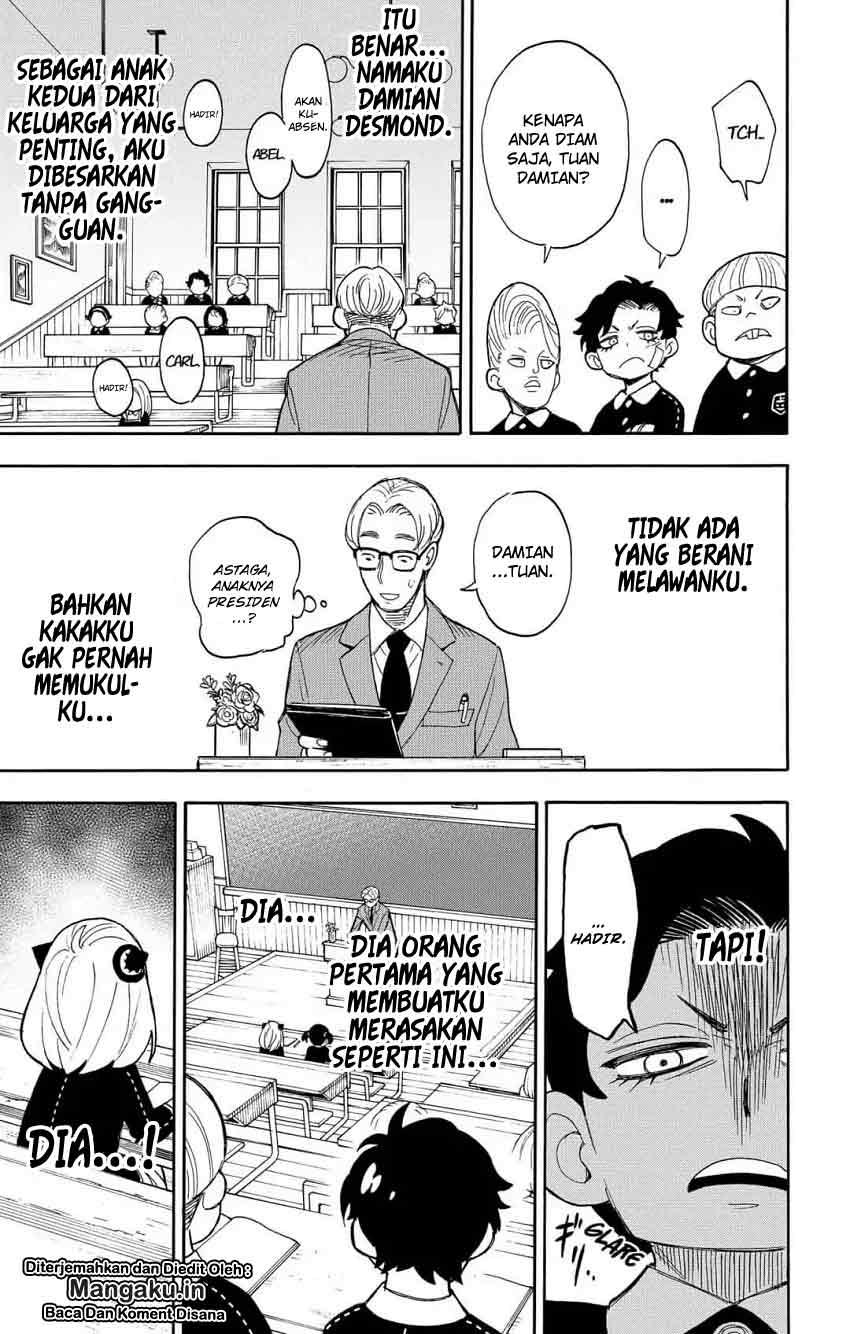 TCH..
...
KENAPA
ANDA DIAM
SAJA, TUAN
DAMIAN?
ITU
BENAR...
NAMAKU
DAMIAN
DESMOND.
AKAN
KU-
ABSEN.
ABEL.
HADIR!
SEBAGAI ANAK
KEDUA DARI
KELUARGA YANG
PENTING, AKU
DIBESARKAN
TANPA GANG-
GUAN.
CARL.
HADIR!
TIDAK ADA
YANG BERANI
MELAWANKU.
DAMIAN
...TUAN.
ASTAGA,
ANAKNYA
PRESIDEN
...?
BAHKAN
KAKAKKU
GAK PERNAH
MEMUKUL-
KU...
TAPI!
...
HADIR.
ギッ
GLARE
DIA...
DIA ORANG
PERTAMA YANG
MEMBUATKU
MERASAKAN
SEPERTI INI...
DIA...!
Diterjemahkan dan Diedit Oleh:
Mangaku.in
Baca Dan Koment Disana